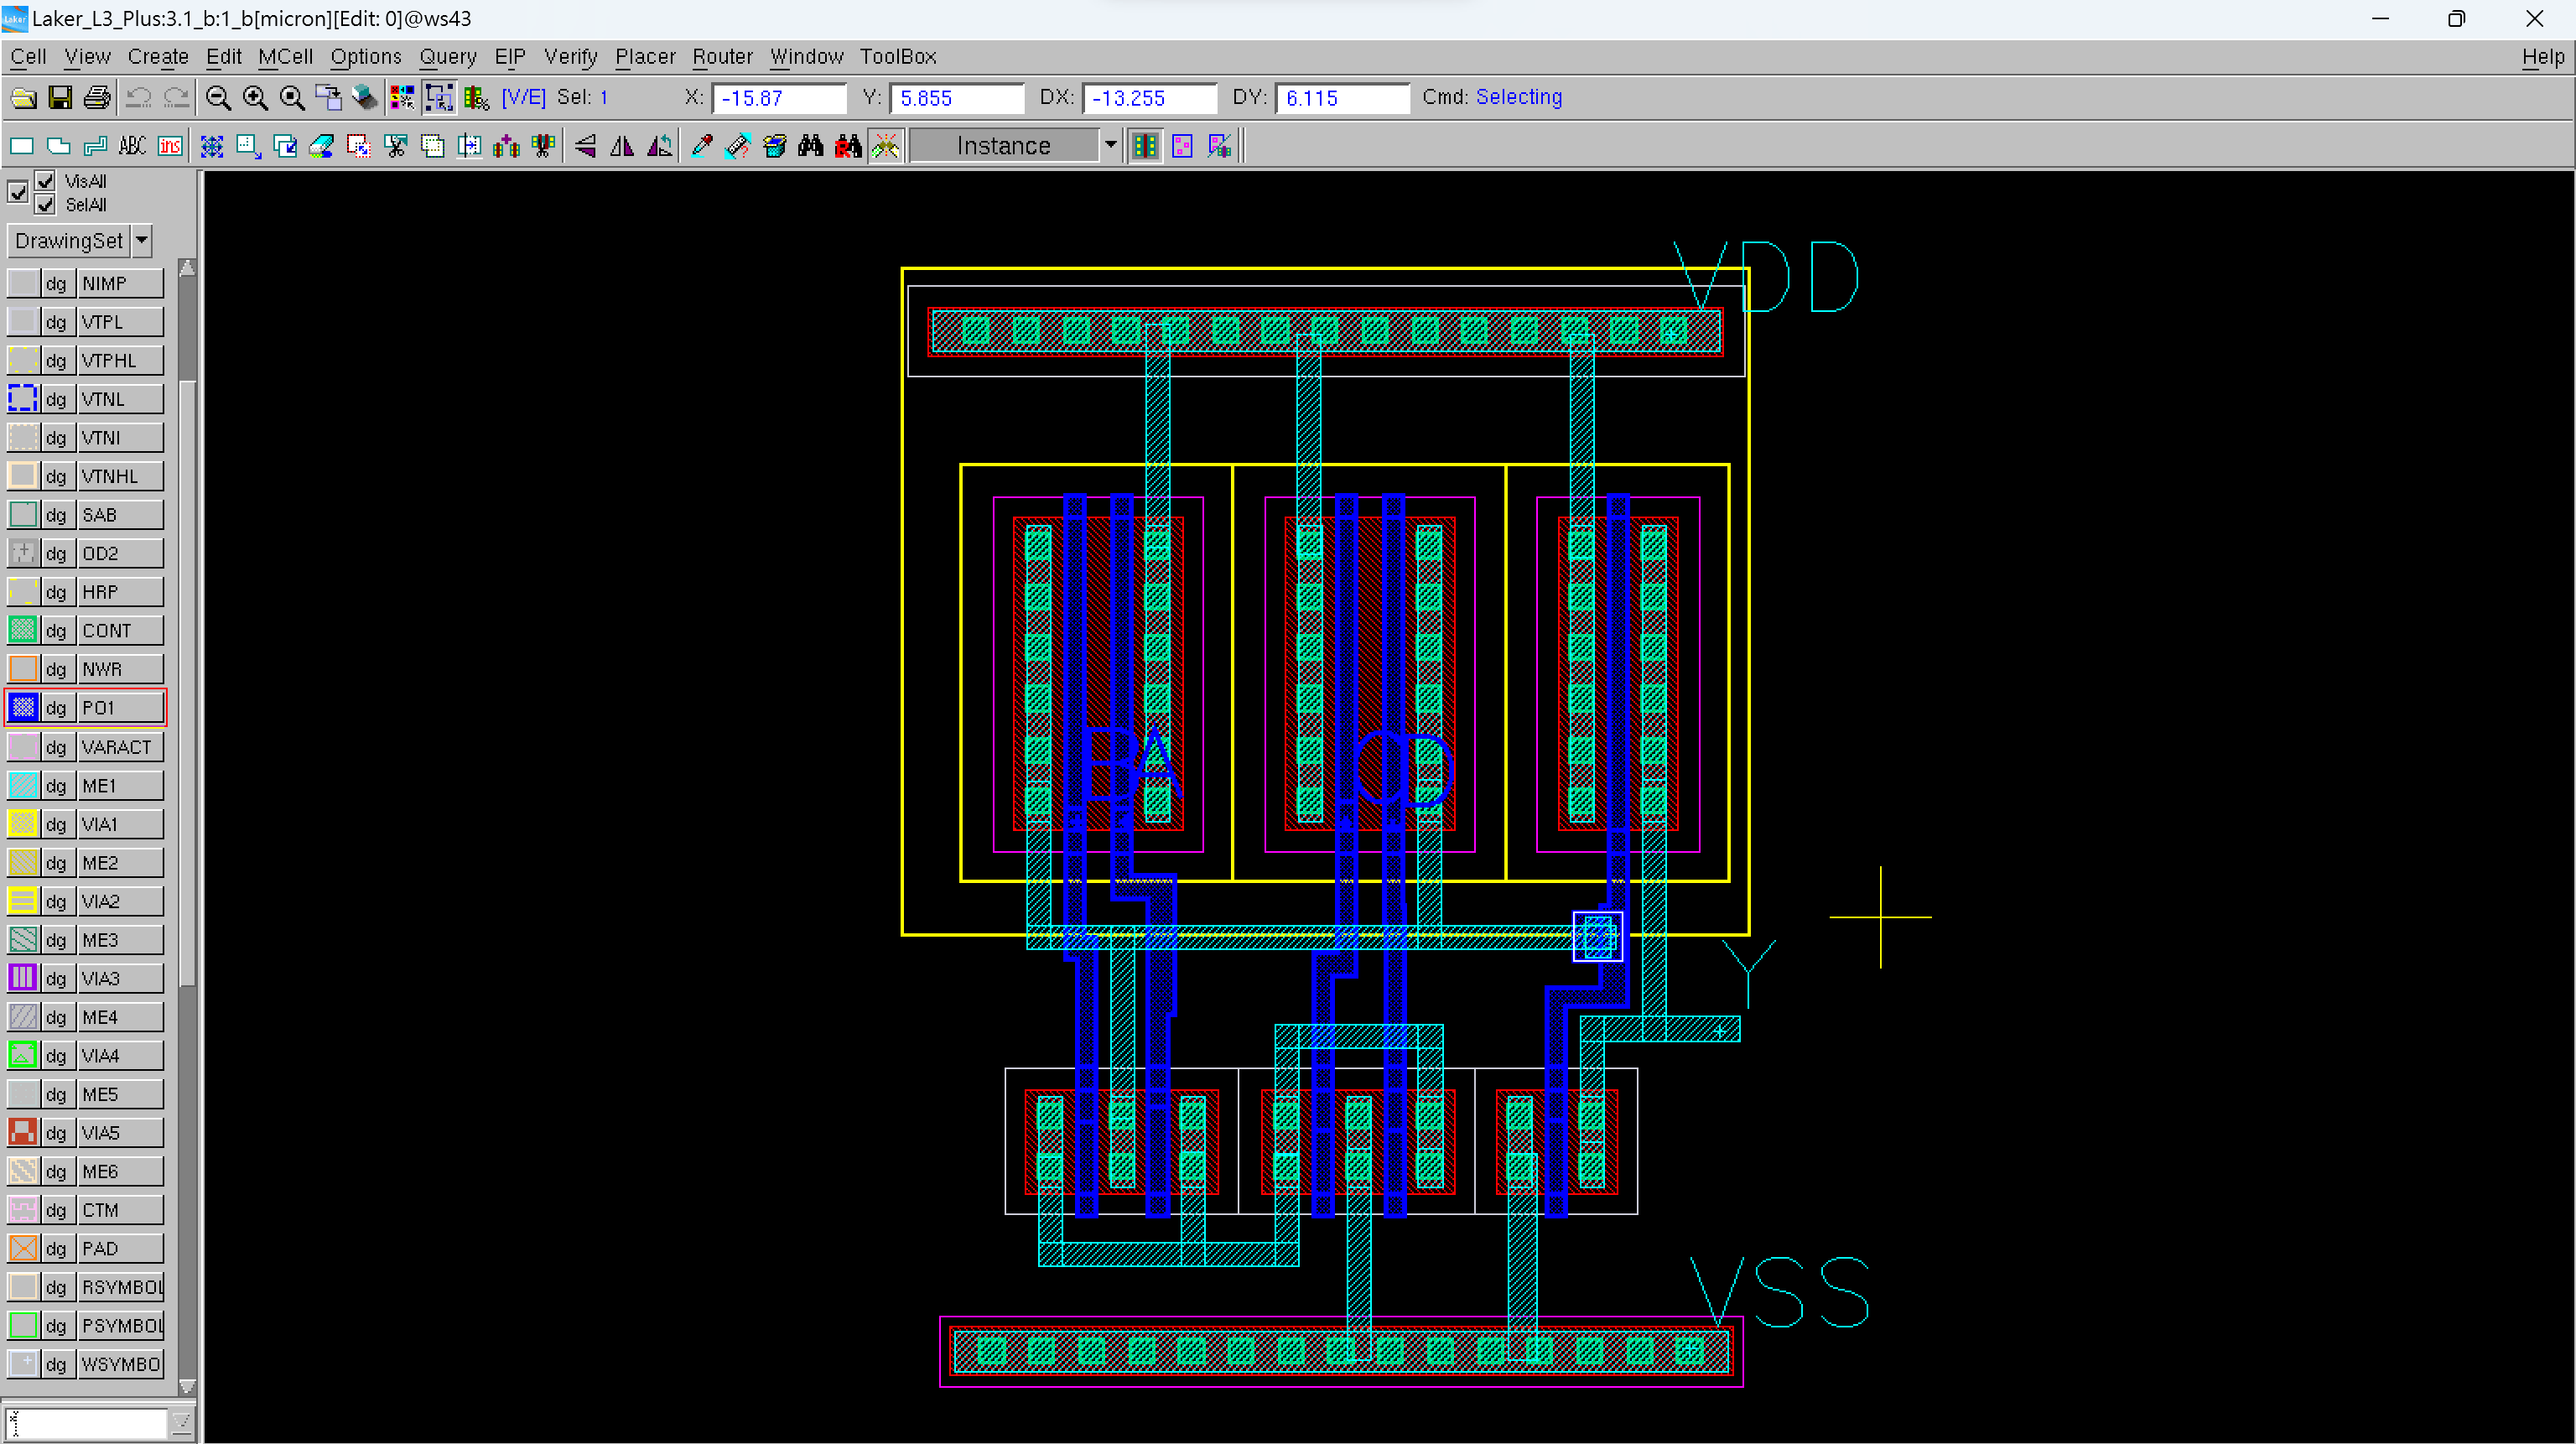 Laker_L3_Plus:3.1_b:1_b[micron][Edit: 0]@ws43
Cell View Create Edit MCell Options Query EIP Verify Placer Router Window ToolBox Help
[V/E] Sel: 1 X: -15.87 Y: 5.855 DX: -13.255 DY: 6.115 Cmd: Selecting
ABC ins Instance
VisAll
SelAll
DrawingSet
dg NIMP
dg VTPL
dg VTPHL
dg VTNL
dg VTNI
dg VTNHL
dg SAB
dg OD2
dg HRP
dg CONT
dg NWR
dg PO1
dg VARACT
dg ME1
dg VIA1
dg ME2
dg VIA2
dg ME3
dg VIA3
dg ME4
dg VIA4
dg ME5
dg VIA5
dg ME6
dg CTM
dg PAD
dg RSYMBOL
dg PSYMBOL
dg WSYMBO
VDD
B A C D
Y
VSS